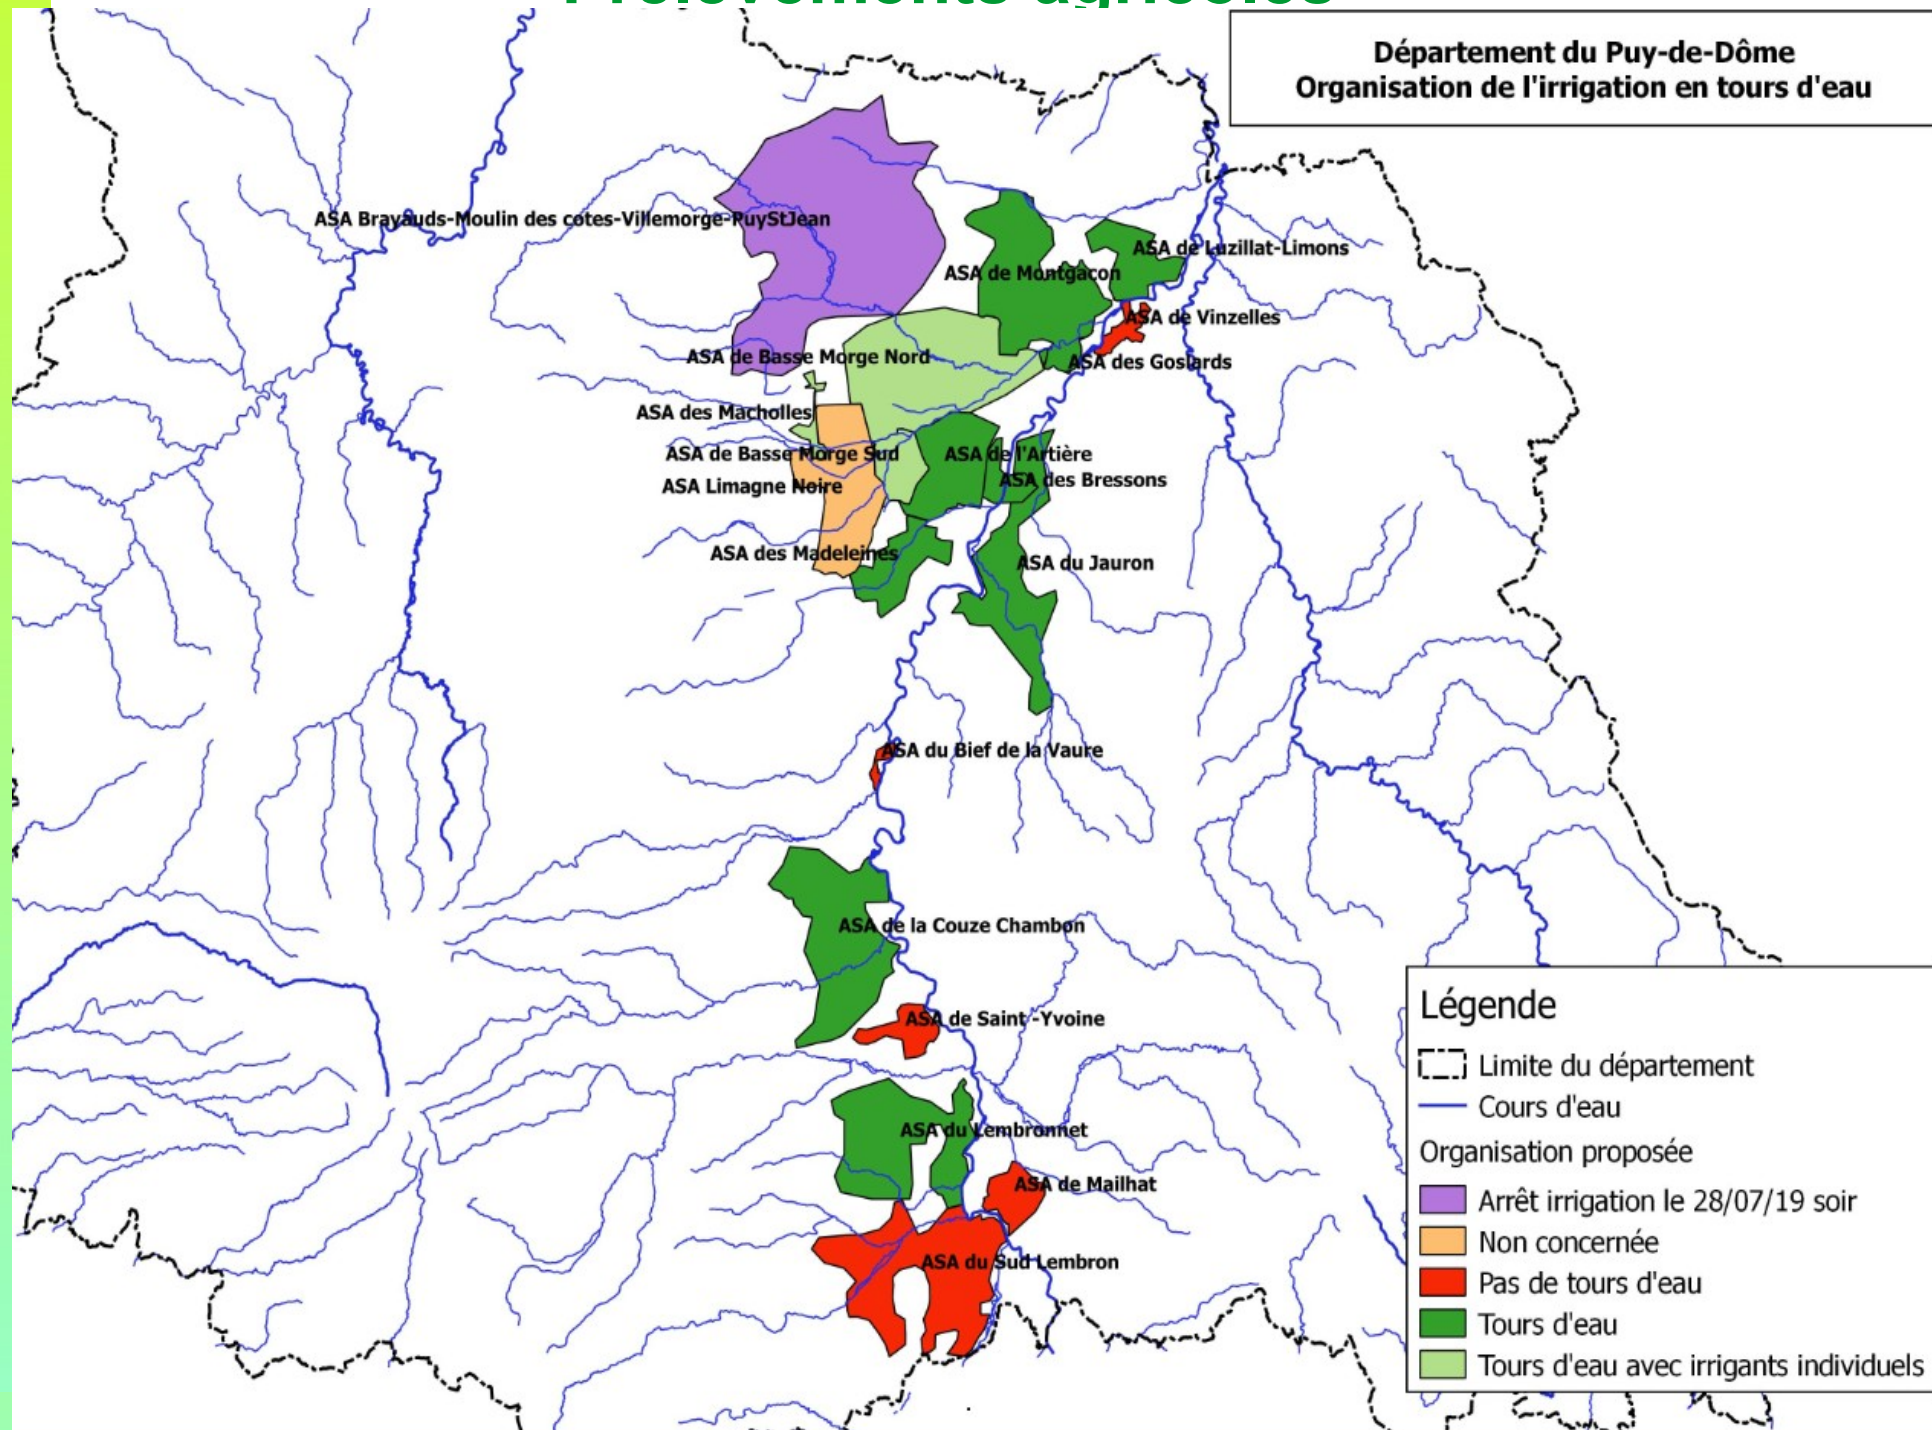 Prélèvements agricoles
Département du Puy-de-Dôme
Organisation de l'irrigation en tours d'eau
ASA Brayauds-Moulin des cotes-Villemorge-PuyStJean
ASA de Luzillat-Limons
ASA de Montgacon
ASA de Vinzelles
ASA de Basse Morge Nord
ASA des Goslards
ASA des Macholles
ASA de Basse Morge Sud
ASA de l'Artière
ASA Limagne Noire
ASA des Bressons
ASA des Madeleines
ASA du Jauron
ASA du Bief de la Vaure
ASA de la Couze Chambon
ASA de Saint-Yvoine
ASA du Lembronnet
ASA de Mailhat
ASA du Sud Lembron
Légende
Limite du département
Cours d'eau
Organisation proposée
Arrêt irrigation le 28/07/19 soir
Non concernée
Pas de tours d'eau
Tours d'eau
Tours d'eau avec irrigants individuels